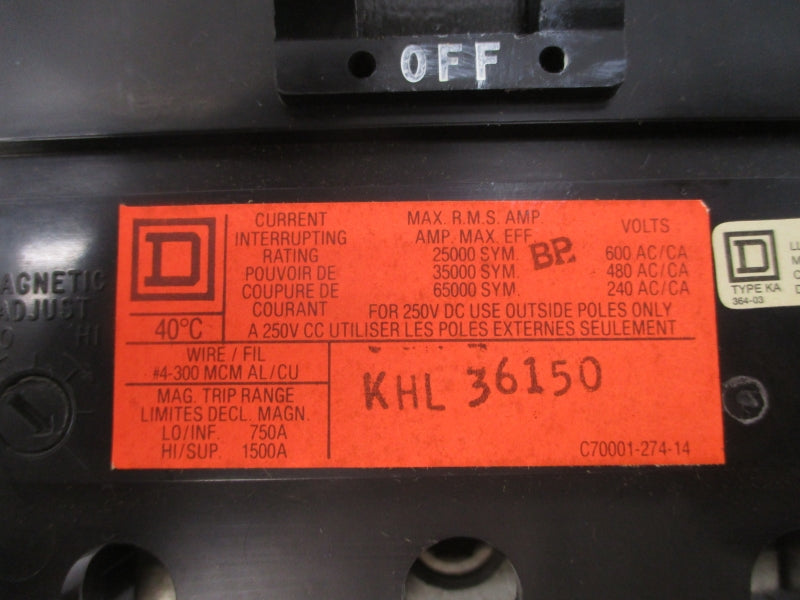 OFF
D
40°C
CURRENT
INTERRUPTING
RATING
POUVOIR DE
COUPURE DE
COURANT
MAX. R.M.S. AMP.
AMP. MAX. EFF.
25000 SYM.
35000 SYM.
65000 SYM.
BP
VOLTS
600 AC/CA
480 AC/CA
240 AC/CA
FOR 250V DC USE OUTSIDE POLES ONLY
A 250V CC UTILISER LES POLES EXTERNES SEULEMENT
WIRE / FIL
#4-300 MCM AL/CU
MAG. TRIP RANGE
LIMITES DECL. MAGN.
LO/INF. 750A
HI/SUP. 1500A
KHL 36150
C70001-274-14
AGNETIC
ADJUST
HI
D
TYPE KA
364-03